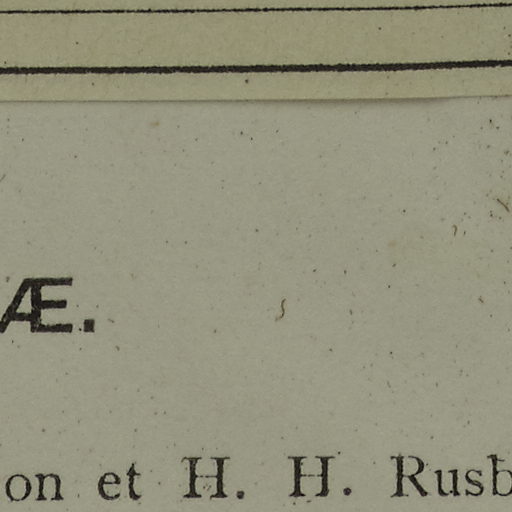 Æ.
on et H. H. Rusb